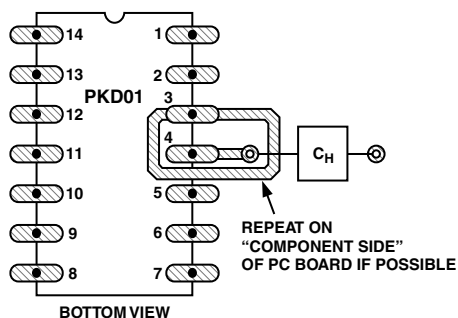 14 1
13 2
PKD01
12 3
11 4
CH
10 5
REPEAT ON
9 6
"COMPONENT SIDE"
OF PC BOARD IF POSSIBLE
8 7
BOTTOM VIEW